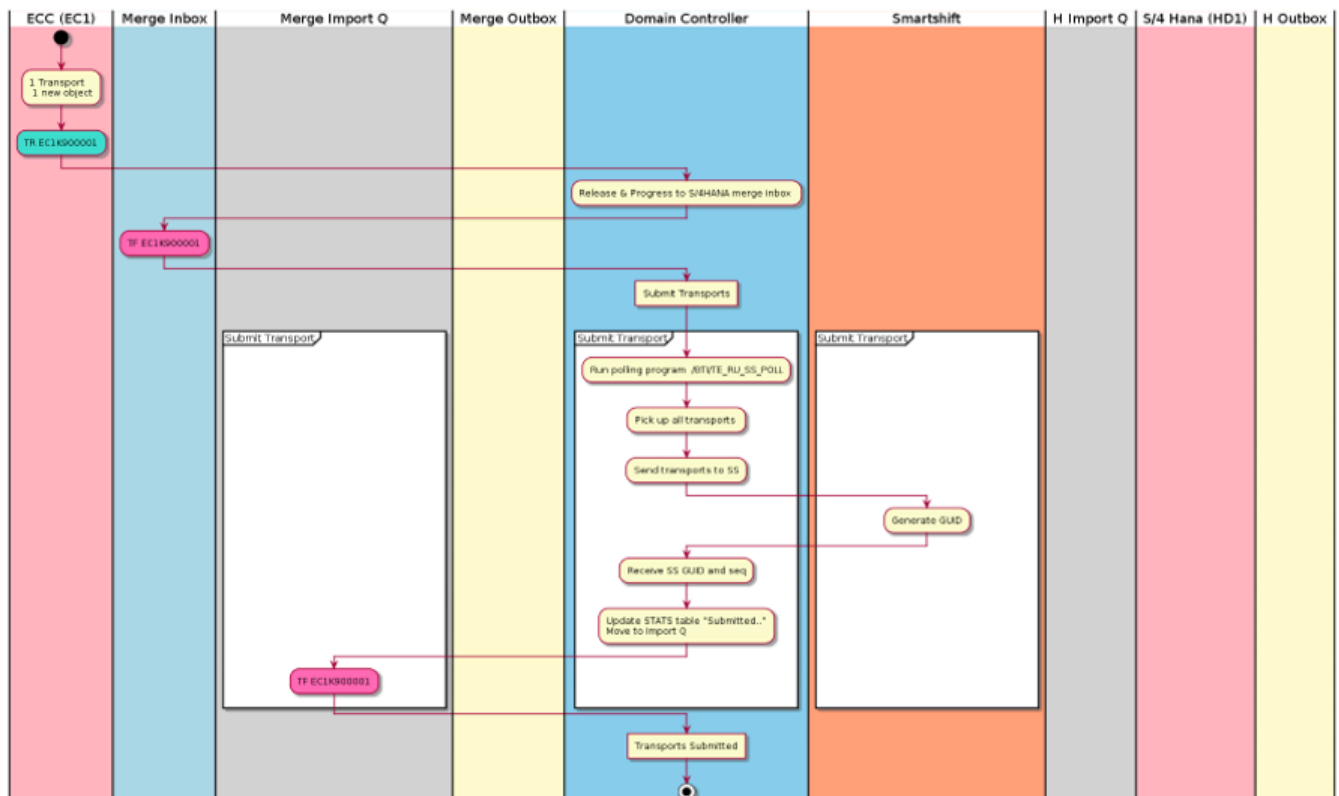 ECC (EC1)
Merge Inbox
Merge Import Q
Merge Outbox
Domain Controller
Smartshift
H Import Q
S/4 Hana (HD1)
H Outbox
1 Transport
1 new object
TR EC1K900001
Release & Progress to S/4HANA merge inbox
TF EC1K900001
Submit Transports
Submit Transport
Submit Transport
Submit Transport
Run polling program /BTI/TE_RU_SS_POLL
Pick up all transports
Send transports to SS
Generate GUID
Receive SS GUID and seq
Update STATS table "Submitted.."
Move to Import Q
TF EC1K900001
Transports Submitted